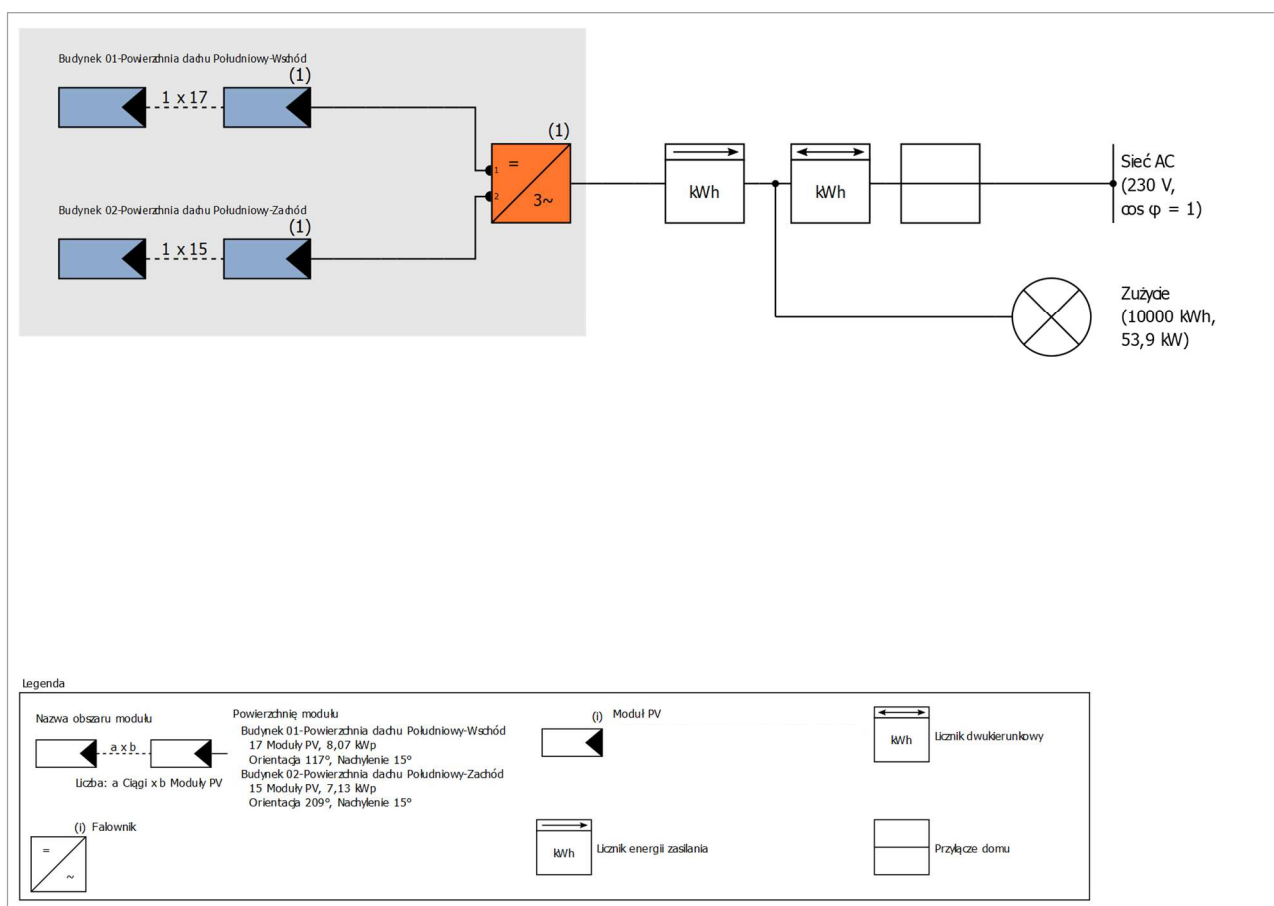 Budynek 01-Powierzchnia dachu Południowy-Wschód
(1)
1 x 17
(1)
=
1
2
3~
Budynek 02-Powierzchnia dachu Południowy-Zachód
(1)
1 x 15
kWh
kWh
Sieć AC
(230 V,
cos φ = 1)
Zużycie
(10000 kWh,
53,9 kW)
Legenda
Nazwa obszaru modułu
a x b
Liczba: a Ciągi x b Moduły PV
Powierzchnię modułu
Budynek 01-Powierzchnia dachu Południowy-Wschód
17 Moduły PV, 8,07 kWp
Orientacja 117°, Nachylenie 15°
Budynek 02-Powierzchnia dachu Południowy-Zachód
15 Moduły PV, 7,13 kWp
Orientacja 209°, Nachylenie 15°
(i) Moduł PV
kWh
Licznik dwukierunkowy
(i) Falownik
=
~
kWh
Licznik energii zasilania
Przyłącze domu